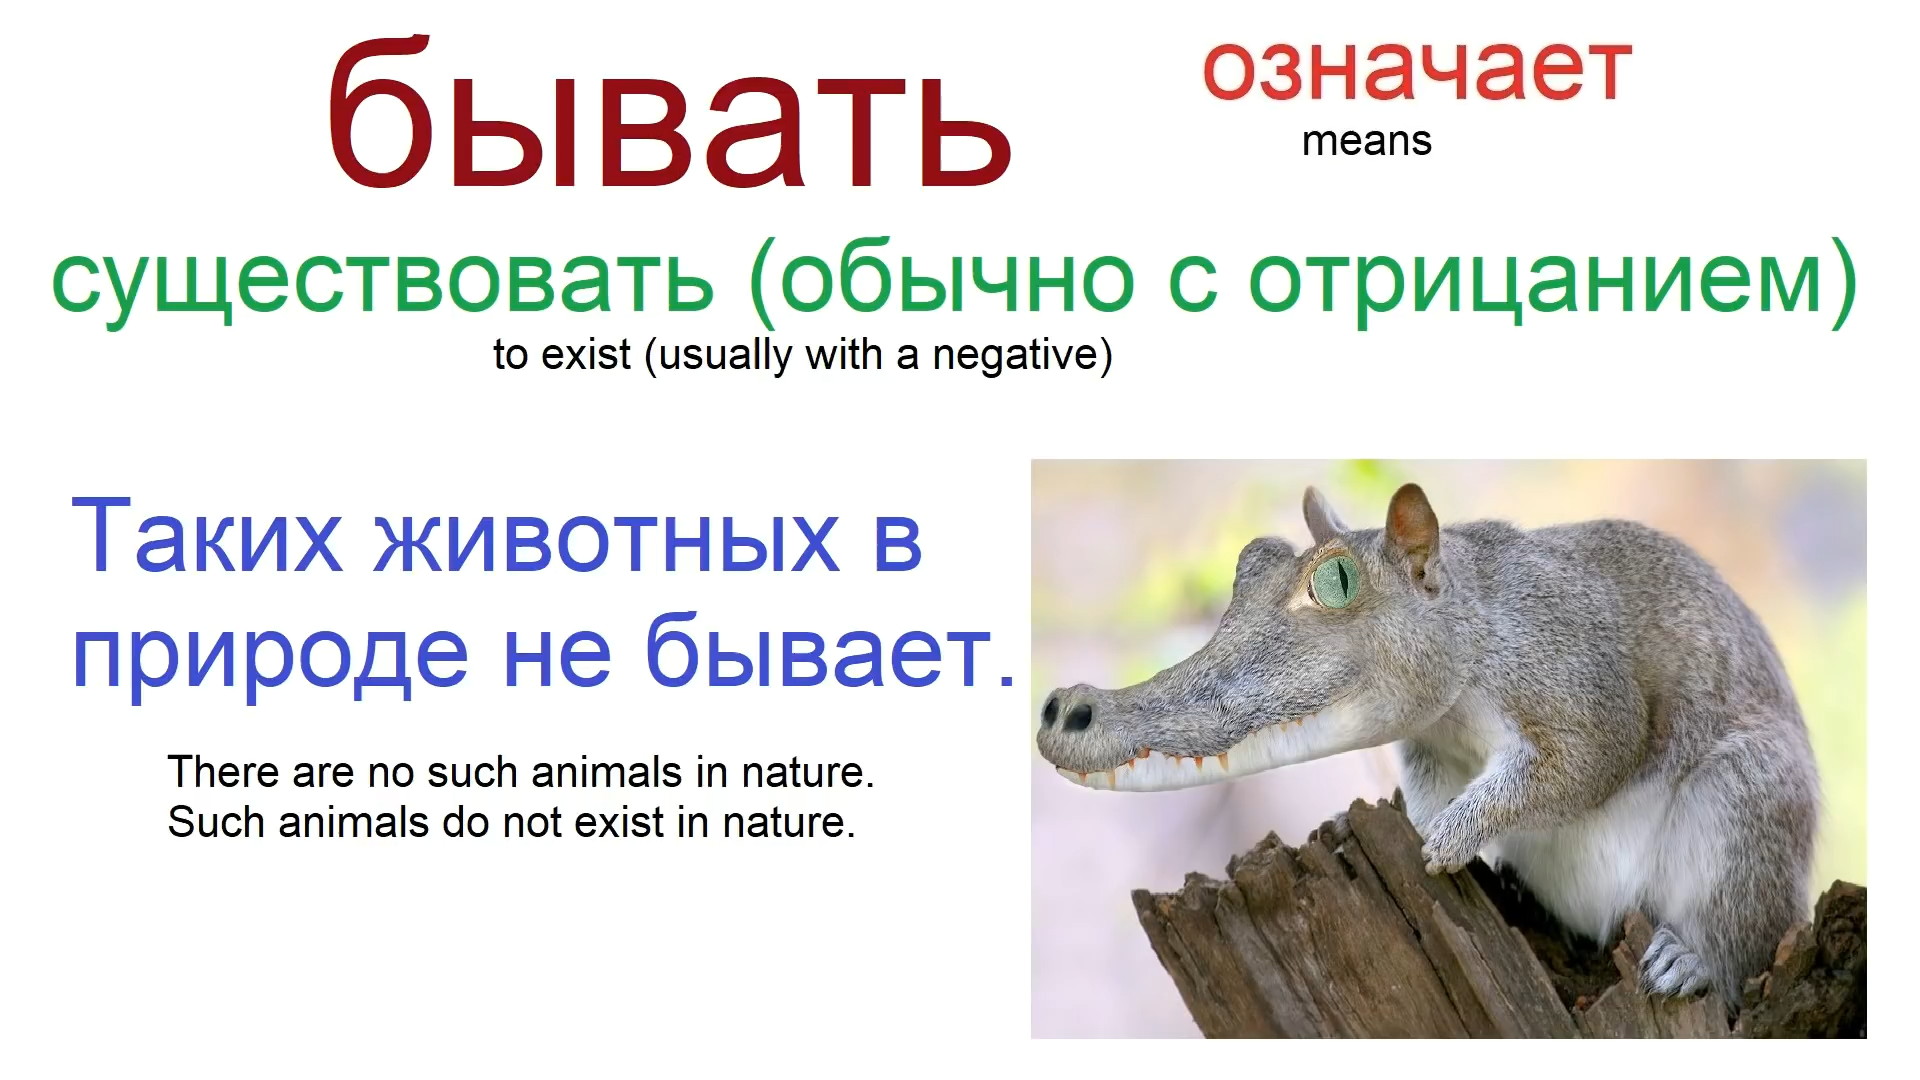 бывать означает
means
существовать (обычно с отрицанием)
to exist (usually with a negative)
Таких животных в
природе не бывает.
There are no such animals in nature.
Such animals do not exist in nature.